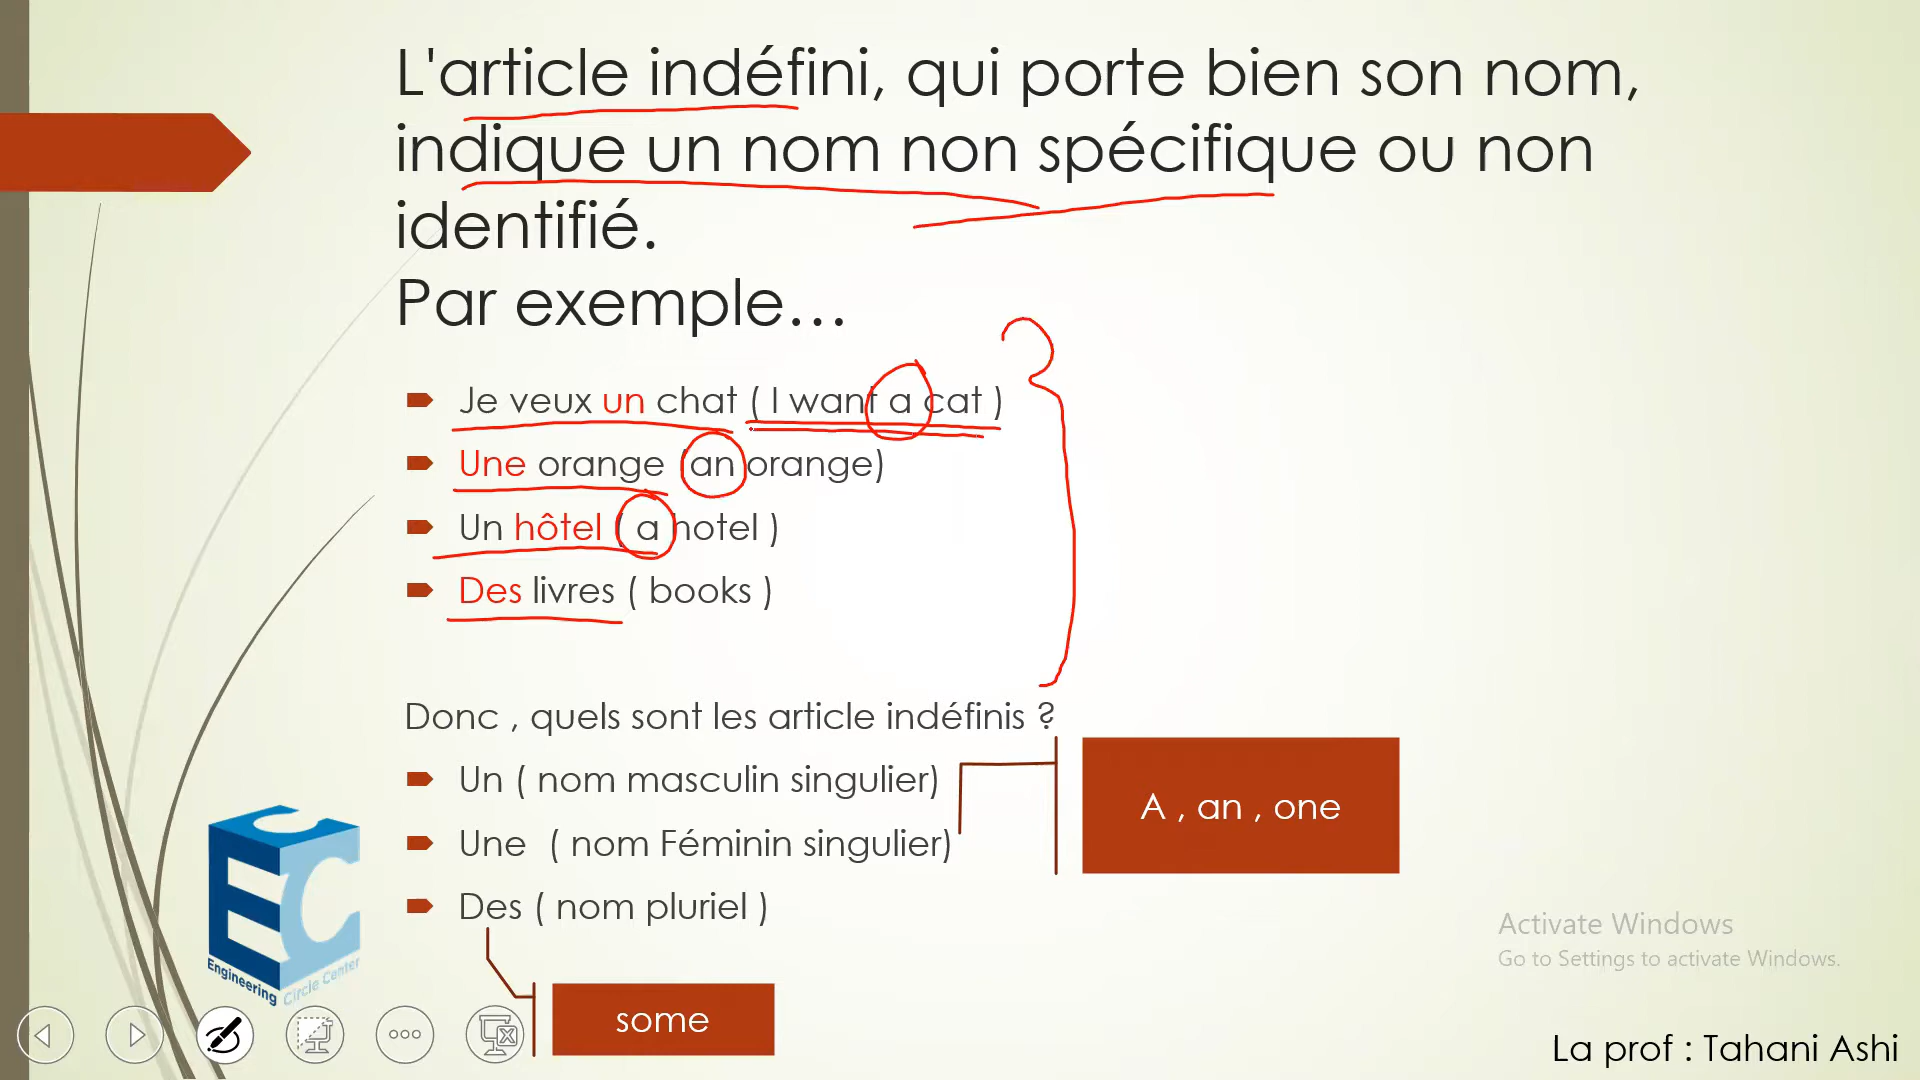 L'article indéfini, qui porte bien son nom,
indique un nom non spécifique ou non
identifié.
Par exemple...
Je veux un chat ( I want a cat )
Une orange (an orange)
Un hôtel ( a hotel )
Des livres ( books )
Donc , quels sont les article indéfinis ?
Un ( nom masculin singulier)
Une ( nom Féminin singulier)
Des ( nom pluriel )
A , an , one
some
EC
Engineering Circle Center
Activate Windows
Go to Settings to activate Windows.
La prof : Tahani Ashi